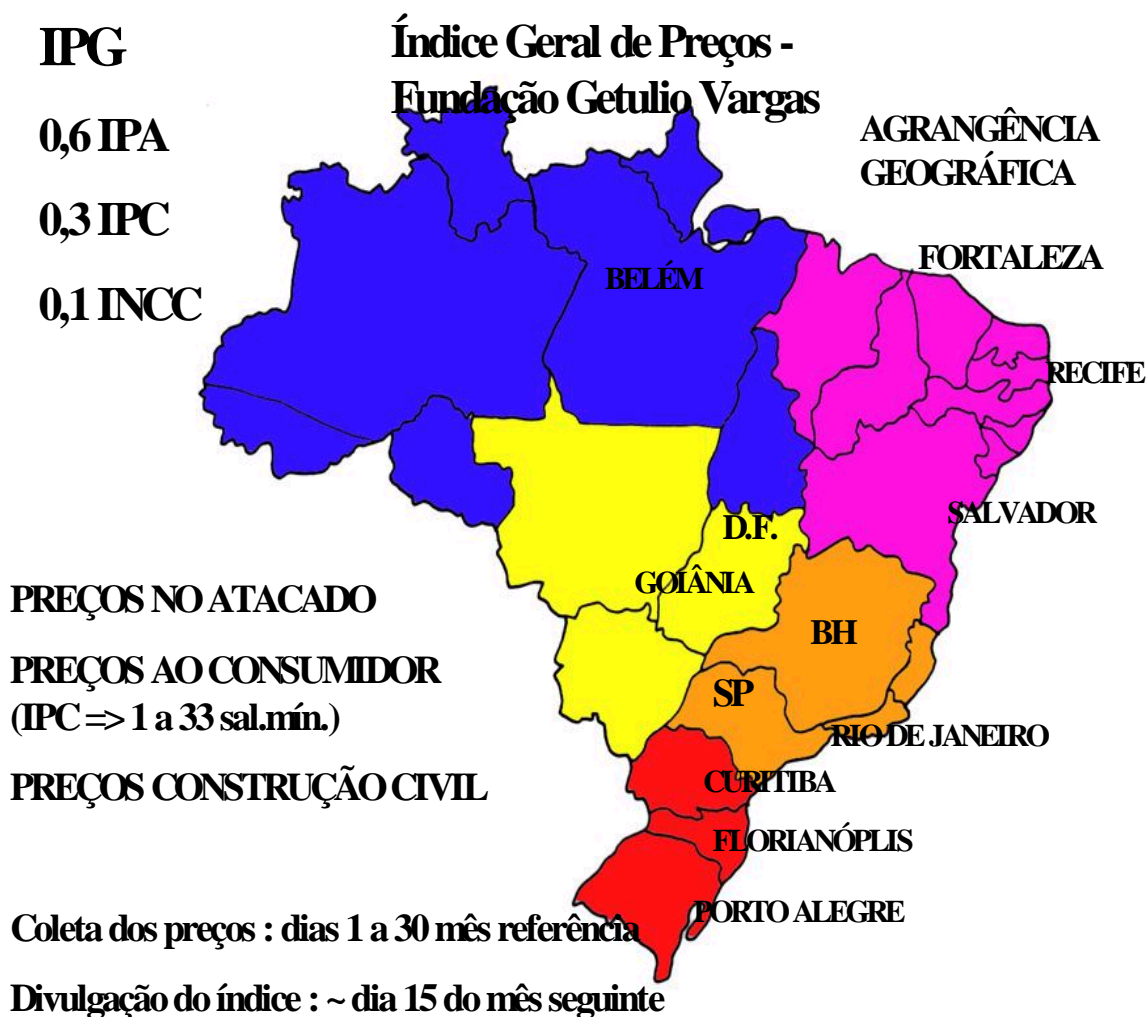 IPG
Índice Geral de Preços -
Fundação Getulio Vargas
0,6 IPA
0,3 IPC
0,1 INCC
AGRANGÊNCIA
GEOGRÁFICA
FORTALEZA
BELÉM
RECIFE
SALVADOR
D.F.
GOIÂNIA
BH
SP
RIO DE JANEIRO
CURITIBA
FLORIANÓPLIS
PORTO ALEGRE
PREÇOS NO ATACADO
PREÇOS AO CONSUMIDOR
(IPC => 1 a 33 sal.mín.)
PREÇOS CONSTRUÇÃO CIVIL
Coleta dos preços : dias 1 a 30 mês referência
Divulgação do índice : ~ dia 15 do mês seguinte